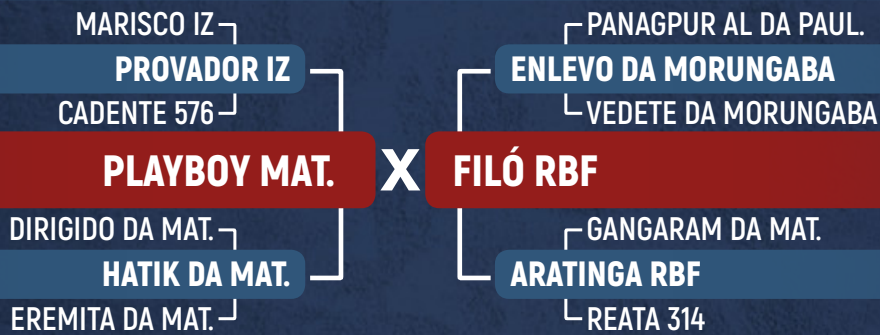 MARISCO IZ
PROVADOR IZ
CADENTE 576
PLAYBOY MAT.
DIRIGIDO DA MAT.
HATIK DA MAT.
EREMITA DA MAT.
X
PANAGPUR AL DA PAUL.
ENLEVO DA MORUNGABA
VEDETE DA MORUNGABA
FILÓ RBF
GANGARAM DA MAT.
ARATINGA RBF
REATA 314